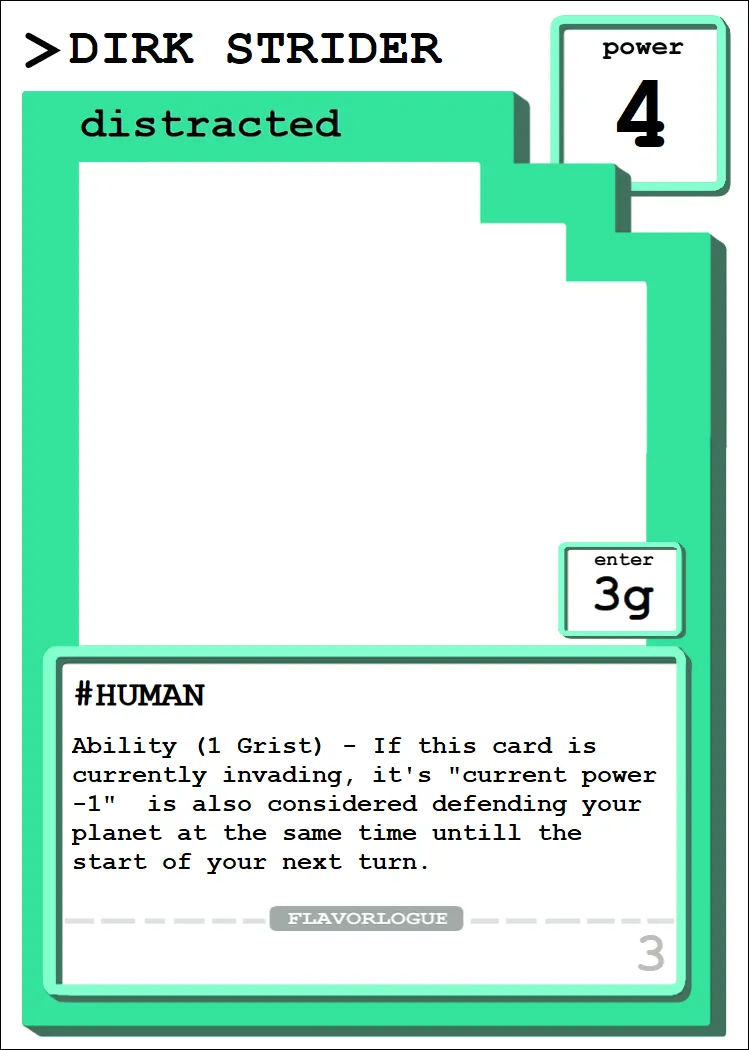 >DIRK STRIDER
power
4
distracted
enter
3g
#HUMAN
Ability (1 Grist) - If this card is
currently invading, it's "current power
-1"  is also considered defending your
planet at the same time untill the
start of your next turn.
FLAVORLOGUE
3